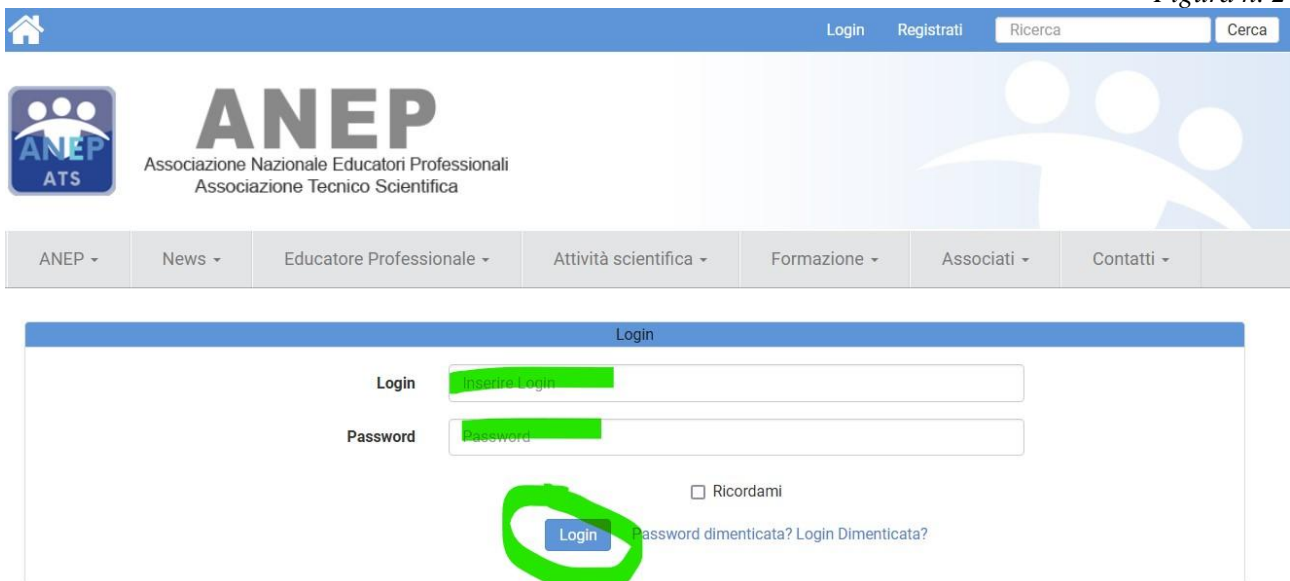 Figura n. 2
Login Registrati Ricerca Cerca
ANEP
ATS
ANEP
Associazione Nazionale Educatori Professionali
Associazione Tecnico Scientifica
ANEP News Educatore Professionale Attività scientifica Formazione Associati Contatti
Login
Login Inserire Login
Password Password
Ricordami
Login Password dimenticata? Login Dimenticata?